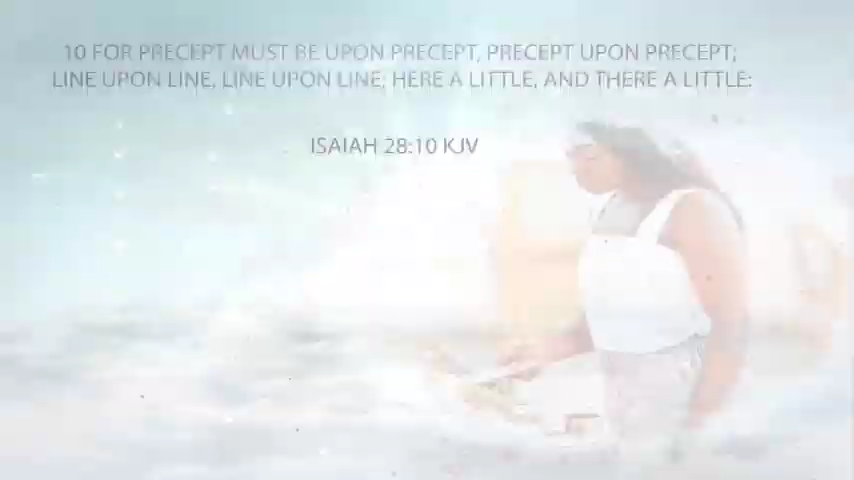 10 FOR PRECEPT MUST BE UPON PRECEPT, PRECEPT UPON PRECEPT;
LINE UPON LINE, LINE UPON LINE; HERE A LITTLE, AND THERE A LITTLE:
ISAIAH 28:10 KJV